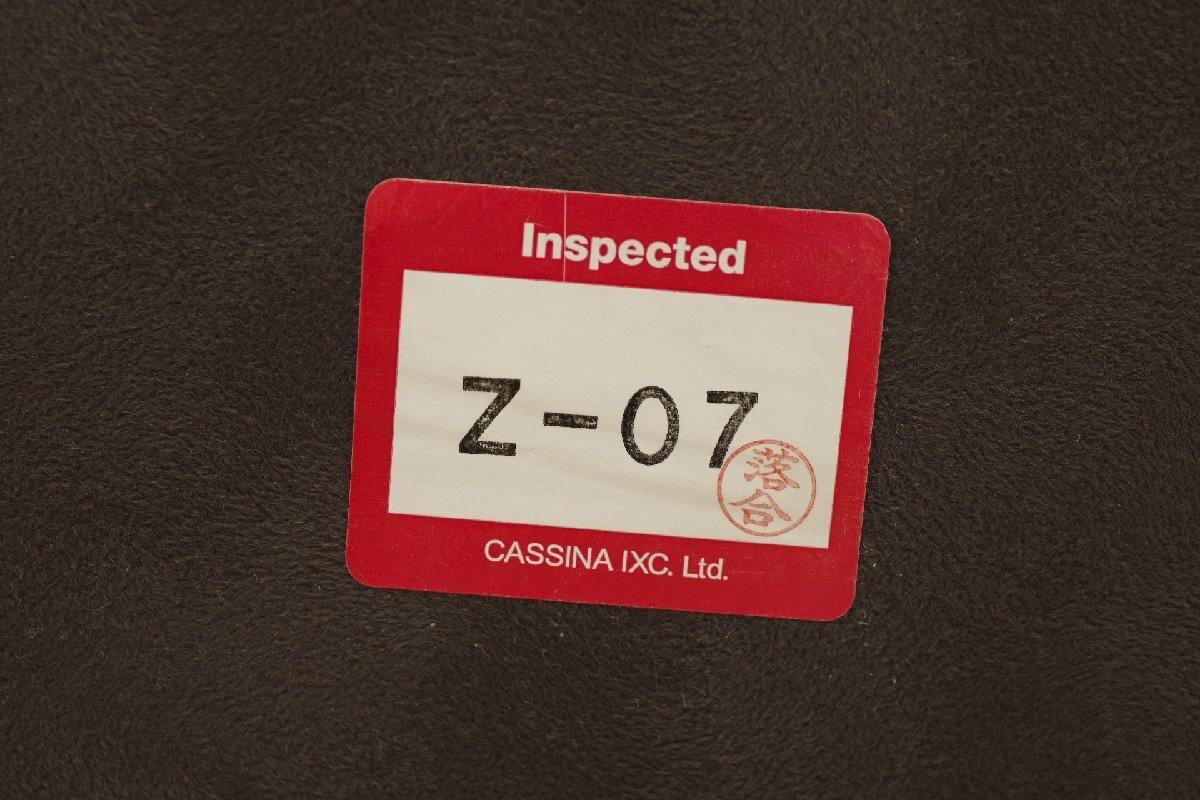 Inspected
Z-07
落合
CASSINA IXC. Ltd.